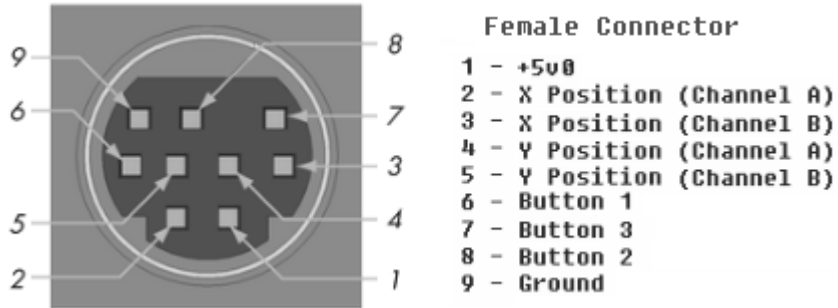 9
8
6
7
3
5
4
2
1
Female Connector
1 - +5v0
2 - X Position (Channel A)
3 - X Position (Channel B)
4 - Y Position (Channel A)
5 - Y Position (Channel B)
6 - Button 1
7 - Button 3
8 - Button 2
9 - Ground